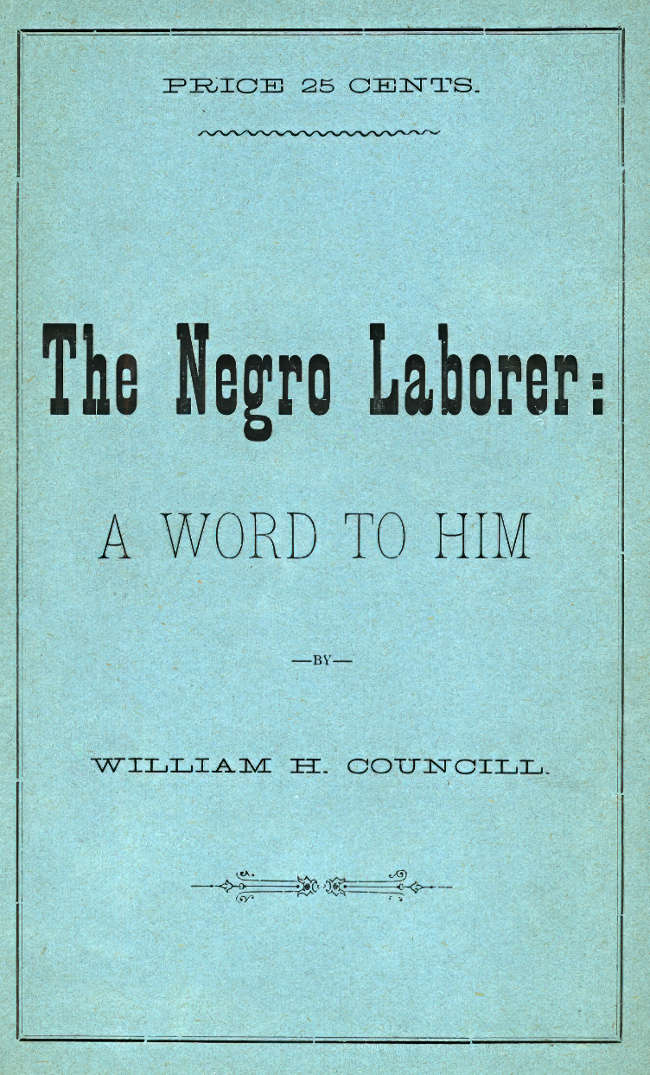 PRICE 25 CENTS.
The Negro Laborer:
A WORD TO HIM
—BY—
WILLIAM H. COUNCILL.